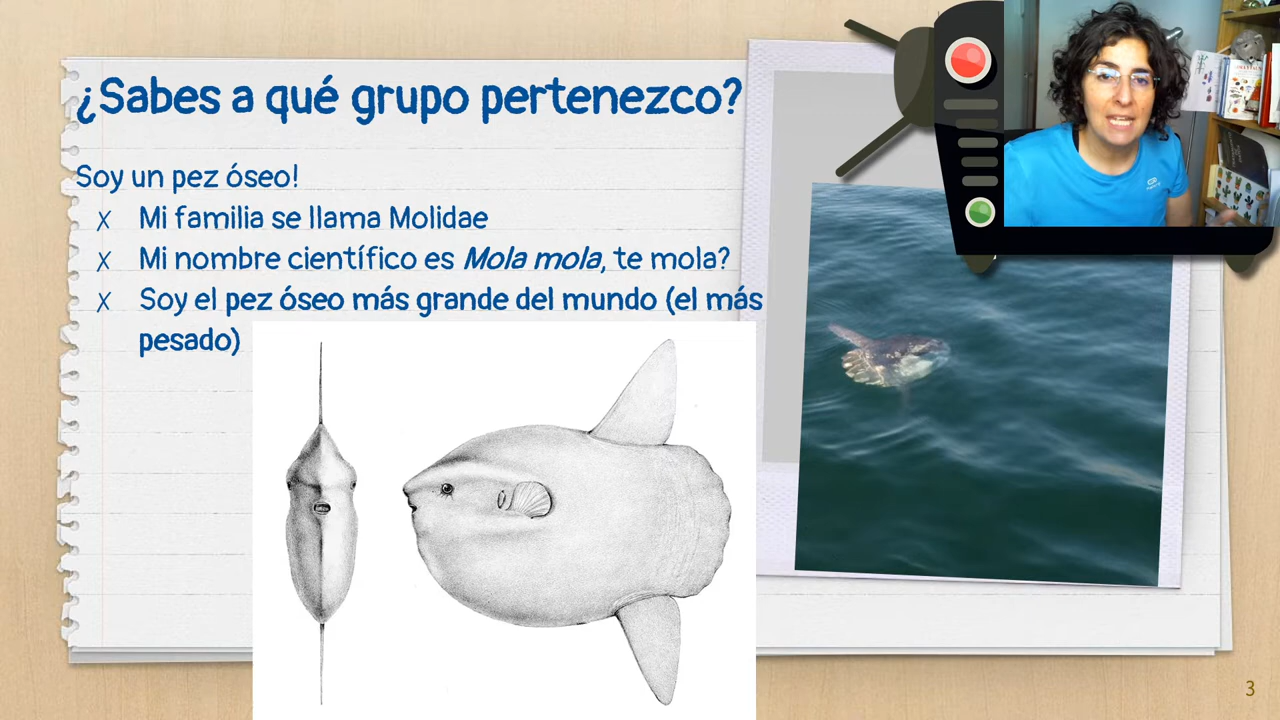 ¿Sabes a qué grupo pertenezco?
Soy un pez óseo!
x Mi familia se llama Molidae
x Mi nombre científico es Mola mola, te mola?
x Soy el pez óseo más grande del mundo (el más
pesado)
3